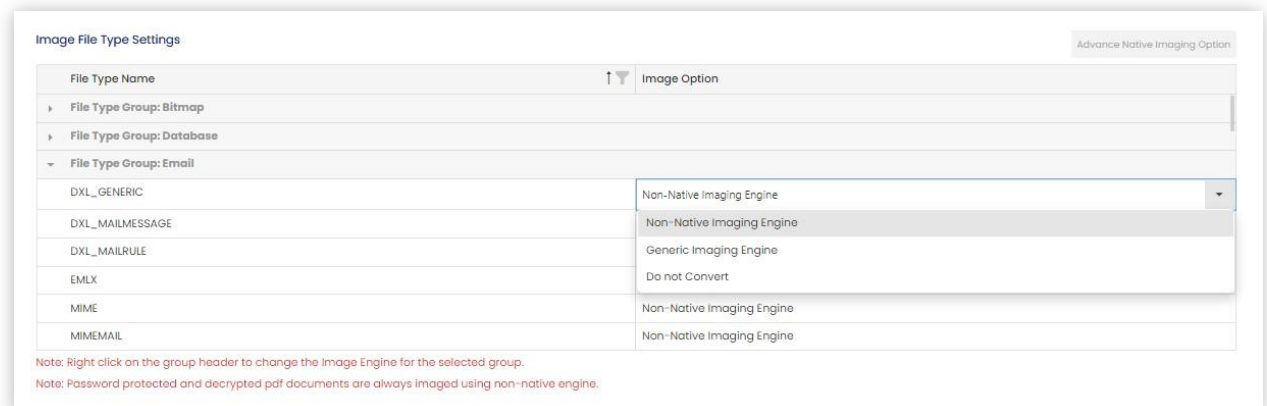 Image File Type Settings
Advance Native Imaging Option
File Type Name
Image Option
File Type Group: Bitmap
File Type Group: Database
File Type Group: Email
DXL_GENERIC
Non-Native Imaging Engine
DXL_MAILMESSAGE
Non-Native Imaging Engine
DXL_MAILRULE
Generic Imaging Engine
EMLX
Do not Convert
MIME
Non-Native Imaging Engine
MIMEMAIL
Non-Native Imaging Engine
Note: Right click on the group header to change the Image Engine for the selected group.
Note: Password protected and decrypted pdf documents are always imaged using non-native engine.